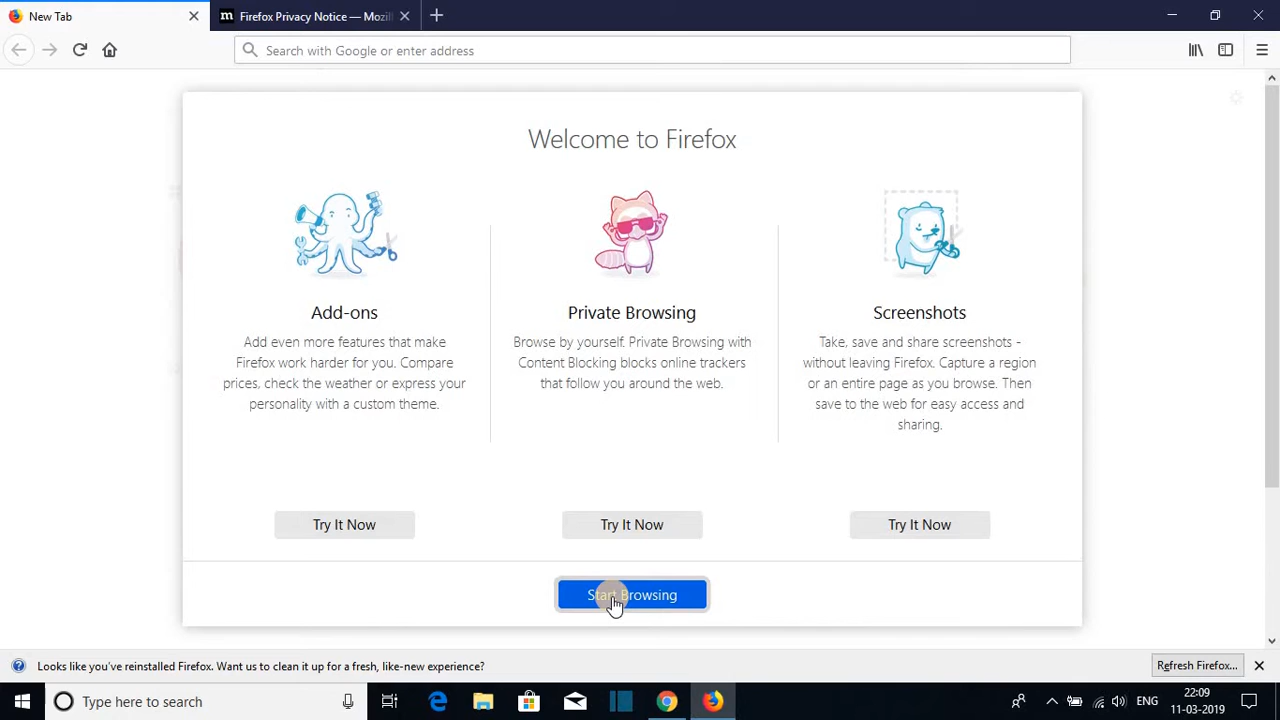 New Tab
Firefox Privacy Notice — Mozil
Search with Google or enter address
Welcome to Firefox
Add-ons
Add even more features that make
Firefox work harder for you. Compare
prices, check the weather or express your
personality with a custom theme.
Try It Now
Private Browsing
Browse by yourself. Private Browsing with
Content Blocking blocks online trackers
that follow you around the web.
Try It Now
Screenshots
Take, save and share screenshots -
without leaving Firefox. Capture a region
or an entire page as you browse. Then
save to the web for easy access and
sharing.
Try It Now
Start Browsing
Looks like you've reinstalled Firefox. Want us to clean it up for a fresh, like-new experience?
Refresh Firefox...
Type here to search
ENG
22:09
11-03-2019